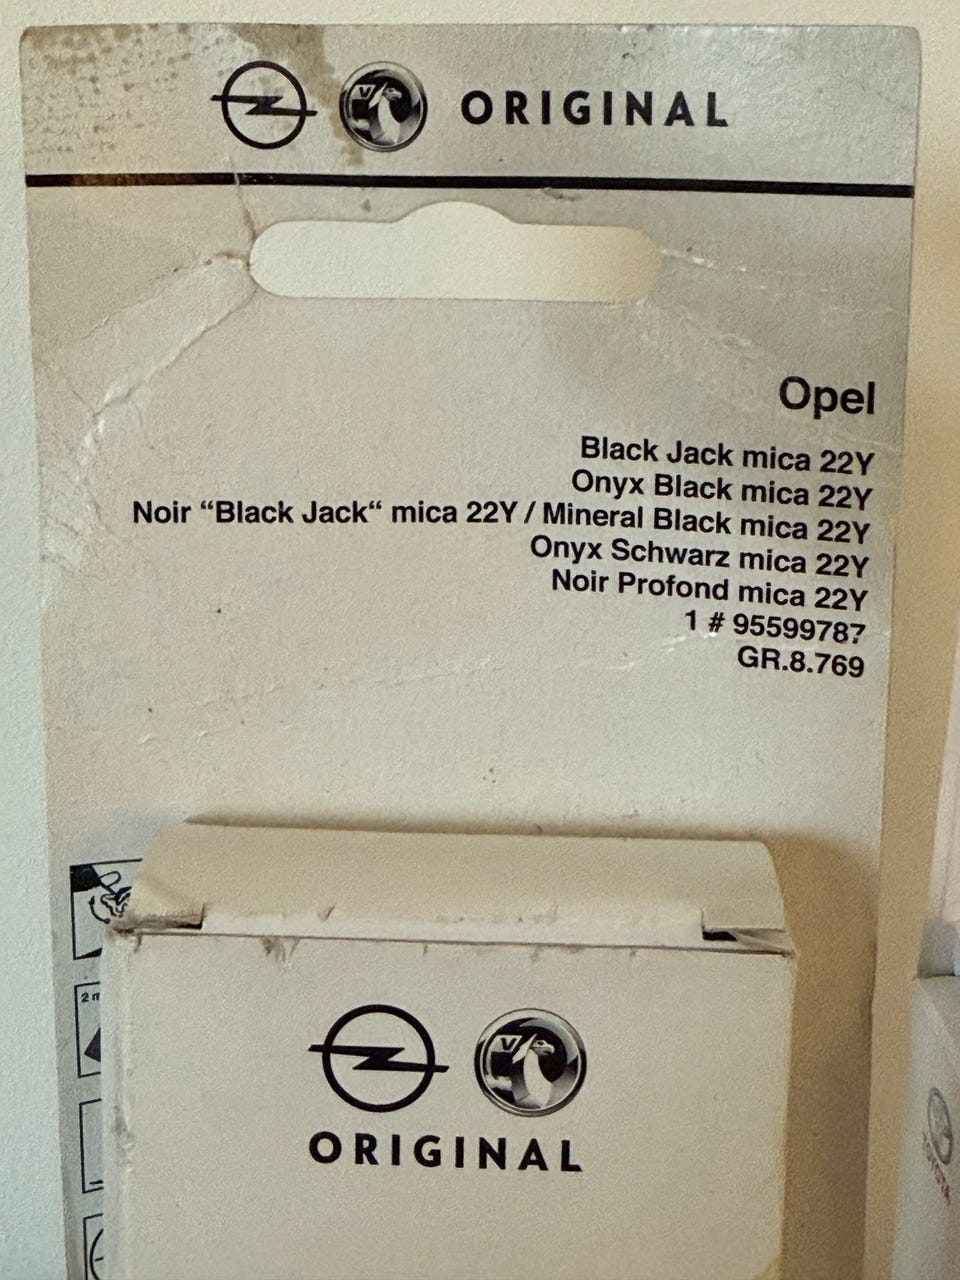 ORIGINAL
Opel
Black Jack mica 22Y
Onyx Black mica 22Y
Noir “Black Jack“ mica 22Y / Mineral Black mica 22Y
Onyx Schwarz mica 22Y
Noir Profond mica 22Y
1 # 95599787
GR.8.769
2 m
V
ORIGINAL